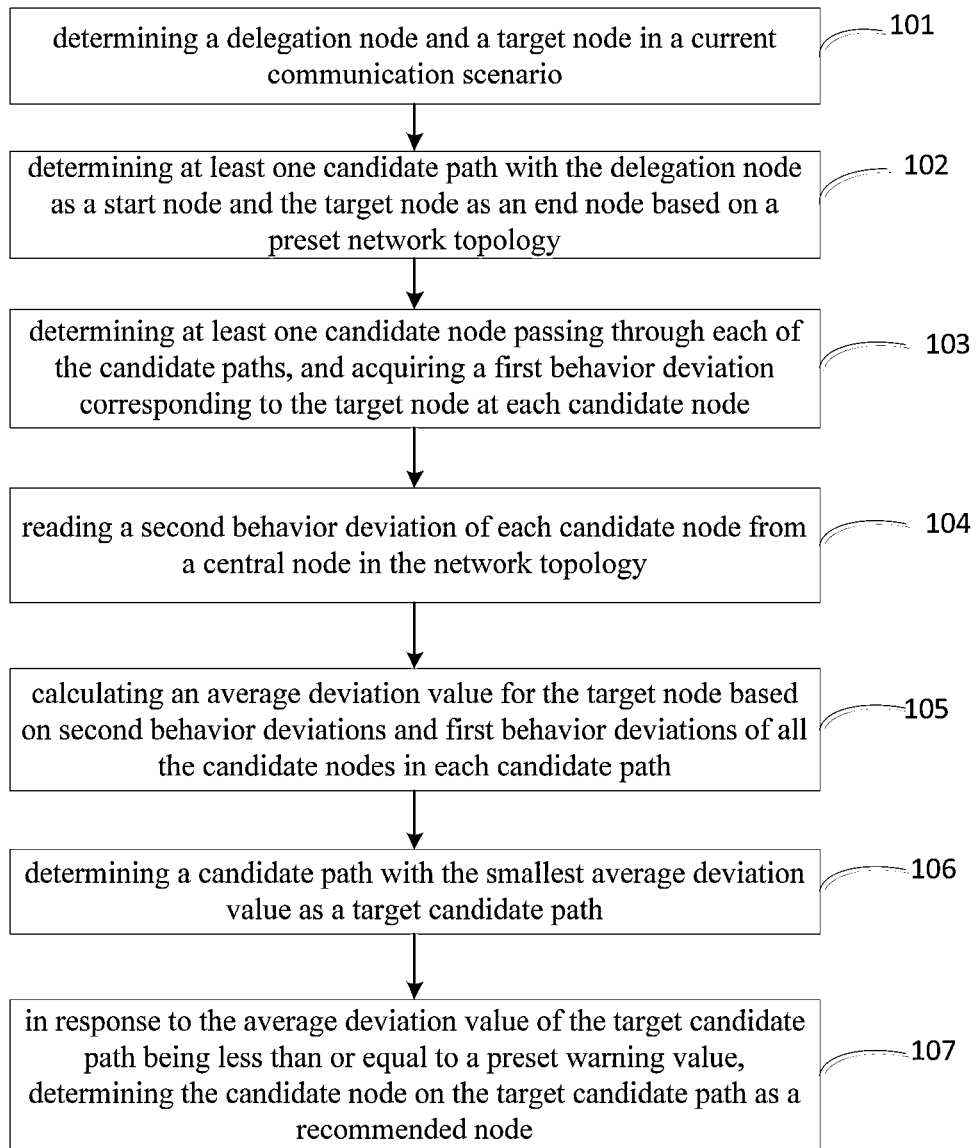 determining a delegation node and a target node in a current
communication scenario
101
determining at least one candidate path with the delegation node
as a start node and the target node as an end node based on a
preset network topology
102
determining at least one candidate node passing through each of
the candidate paths, and acquiring a first behavior deviation
corresponding to the target node at each candidate node
103
reading a second behavior deviation of each candidate node from
a central node in the network topology
104
calculating an average deviation value for the target node based
on second behavior deviations and first behavior deviations of all
the candidate nodes in each candidate path
105
determining a candidate path with the smallest average deviation
value as a target candidate path
106
in response to the average deviation value of the target candidate
path being less than or equal to a preset warning value,
determining the candidate node on the target candidate path as a
recommended node
107